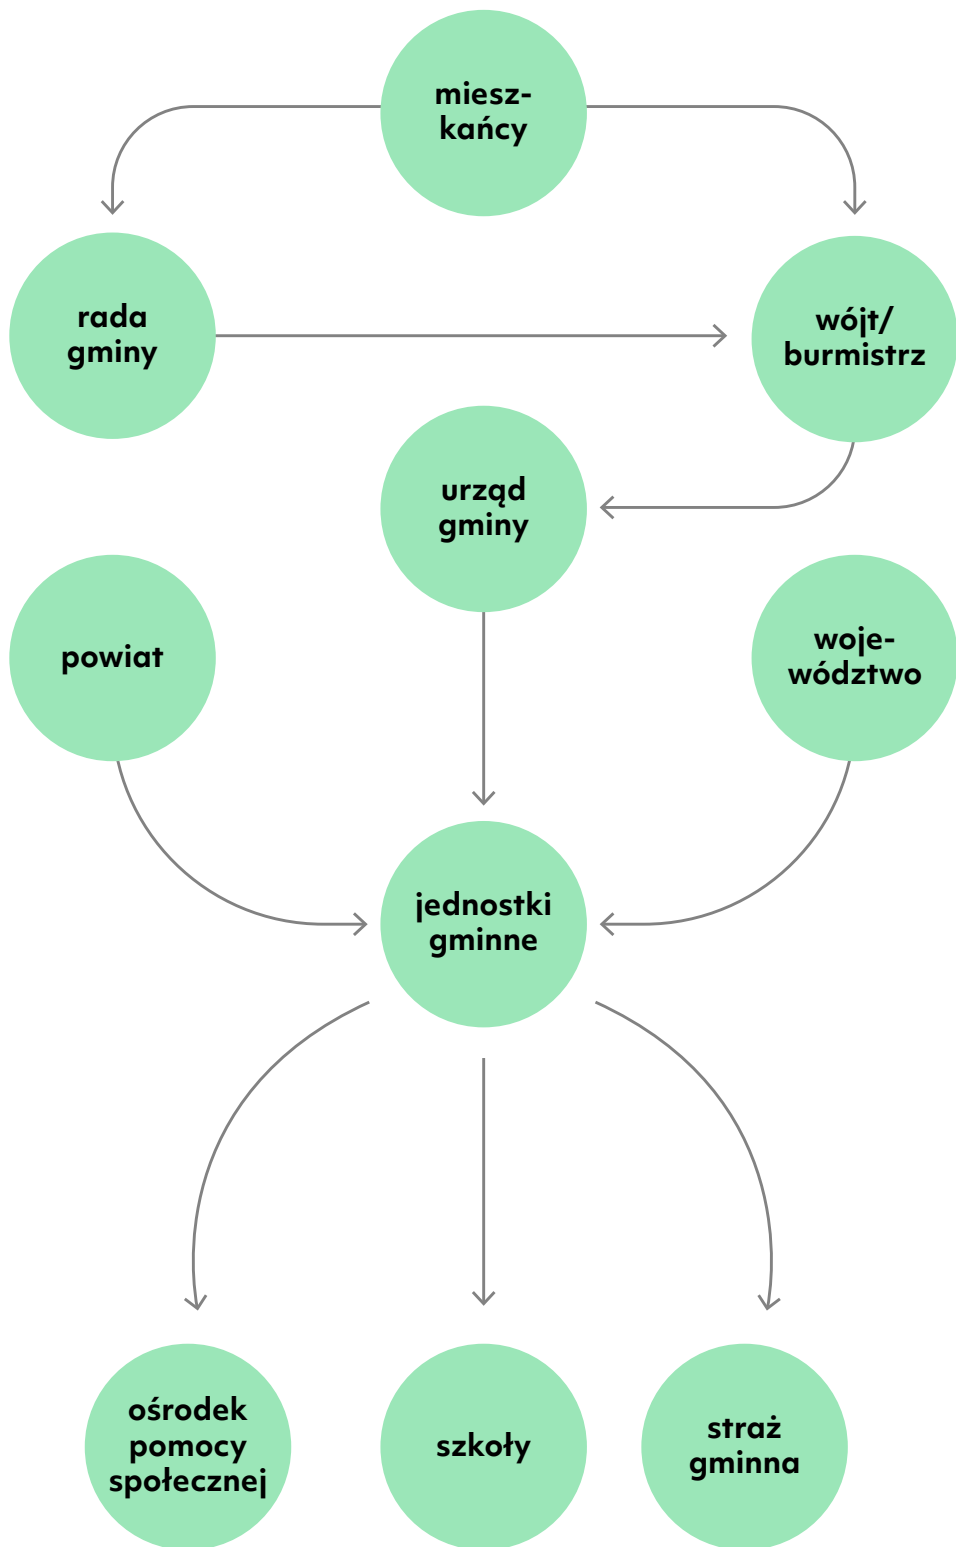 miesz-
kańcy
rada
gminy
wójt/
burmistrz
urząd
gminy
powiat
woje-
wództwo
jednostki
gminne
ośrodek
pomocy
społecznej
szkoły
straż
gminna